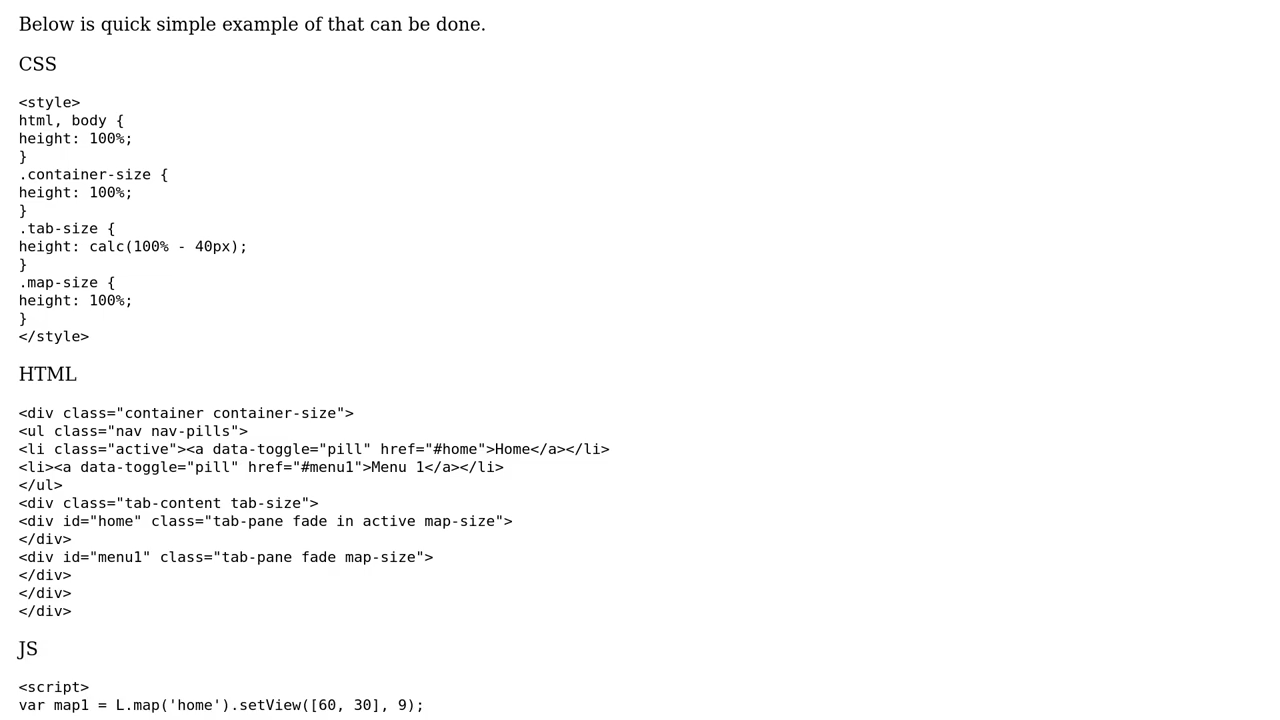 Below is quick simple example of that can be done.
CSS
<style>
html, body {
height: 100%;
}
.container-size {
height: 100%;
}
.tab-size {
height: calc(100% - 40px);
}
.map-size {
height: 100%;
}
</style>
HTML
<div class="container container-size">
<ul class="nav nav-pills">
<li class="active"><a data-toggle="pill" href="#home">Home</a></li>
<li><a data-toggle="pill" href="#menu1">Menu 1</a></li>
</ul>
<div class="tab-content tab-size">
<div id="home" class="tab-pane fade in active map-size">
</div>
<div id="menu1" class="tab-pane fade map-size">
</div>
</div>
</div>
JS
<script>
var map1 = L.map('home').setView([60, 30], 9);